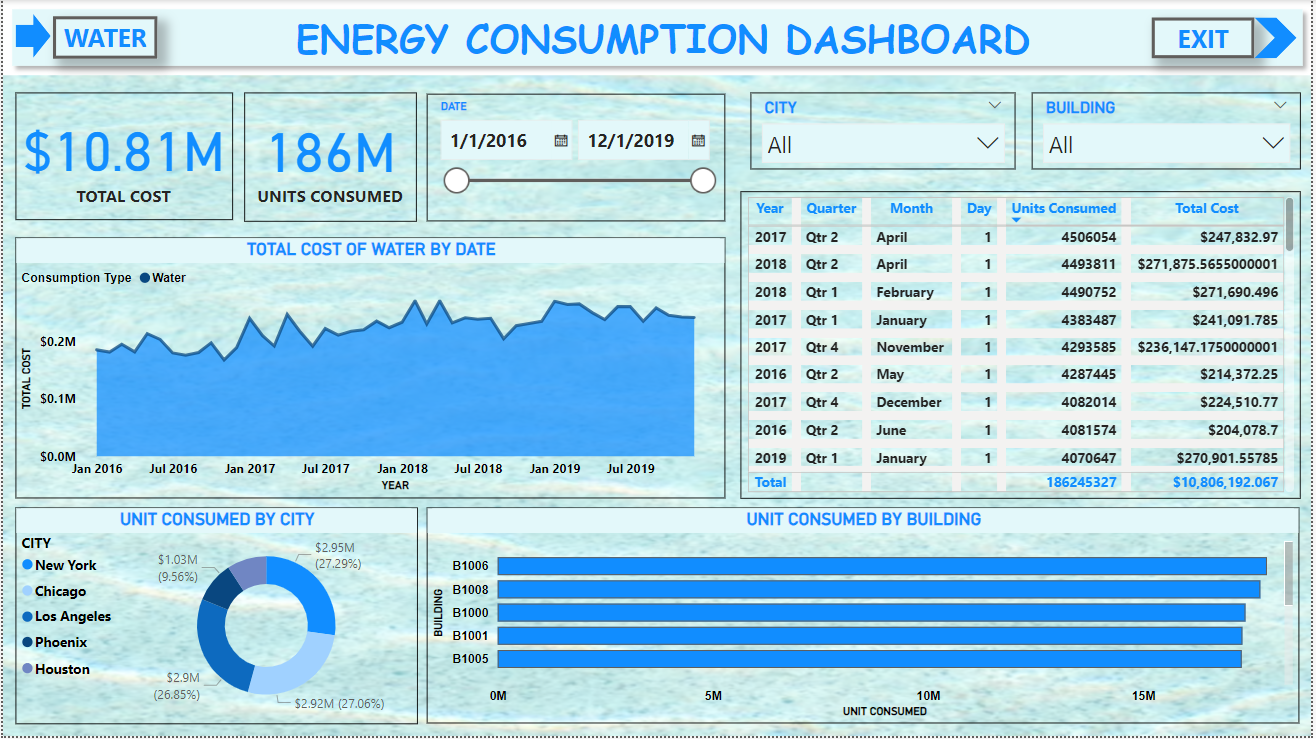 WATER
ENERGY CONSUMPTION DASHBOARD
EXIT
$10.81M
TOTAL COST
186M
UNITS CONSUMED
DATE
1/1/2016 12/1/2019
CITY
All
BUILDING
All
Year Quarter Month Day Units Consumed Total Cost
2017 Qtr 2 April 1 4506054 $247,832.97
2018 Qtr 2 April 1 4493811 $271,875.5655000001
2018 Qtr 1 February 1 4490752 $271,690.496
2017 Qtr 1 January 1 4383487 $241,091.785
2017 Qtr 4 November 1 4293585 $236,147.1750000001
2016 Qtr 2 May 1 4287445 $214,372.25
2017 Qtr 4 December 1 4082014 $224,510.77
2016 Qtr 2 June 1 4081574 $204,078.7
2019 Qtr 1 January 1 4070647 $270,901.55785
Total 186245327 $10,806,192.067
TOTAL COST OF WATER BY DATE
Consumption Type Water
TOTAL COST
$0.2M
$0.1M
$0.0M
Jan 2016 Jul 2016 Jan 2017 Jul 2017 Jan 2018 Jul 2018 Jan 2019 Jul 2019
YEAR
UNIT CONSUMED BY CITY
CITY
New York
Chicago
Los Angeles
Phoenix
Houston
$2.95M
(27.29%)
$1.03M
(9.56%)
$2.9M
(26.85%)
$2.92M (27.06%)
UNIT CONSUMED BY BUILDING
BUILDING
B1006
B1008
B1000
B1001
B1005
0M 5M 10M 15M
UNIT CONSUMED